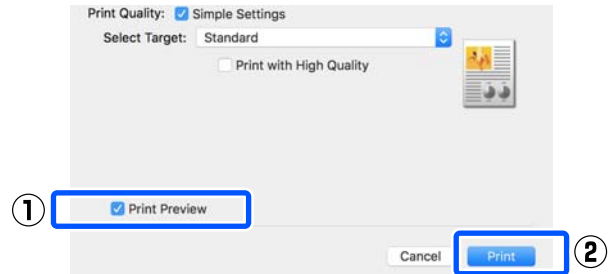 Print Quality: Simple Settings
Select Target: Standard
Print with High Quality
① Print Preview
Cancel Print ②